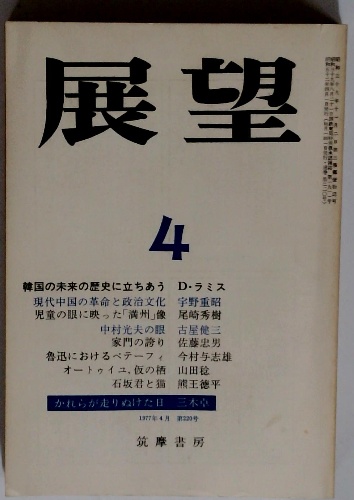 展望
4
韓国の未来の歴史に立ちあう D・ラミス
現代中国の革命と政治文化 宇野重昭
児童の眼に映った「満州」像 尾崎秀樹
中村光夫の眼 古屋健三
家門の誇り 佐藤忠男
魯迅におけるペテーフィ 今村与志雄
オートゥイユ、仮の栖 山田稔
石坂君と猫 熊王徳平
かれらが走りぬけた日 三木卓
1977年4月 第220号
筑摩書房